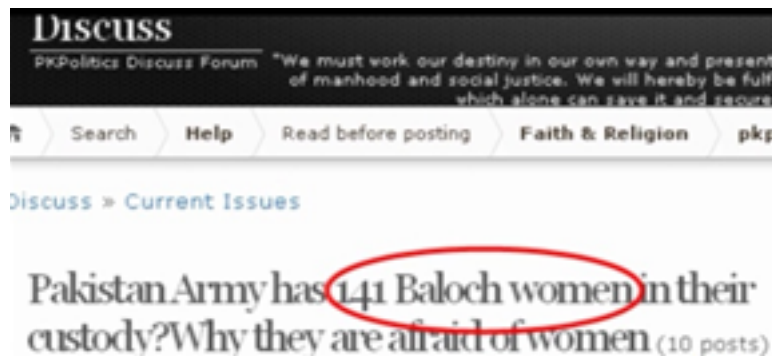 Discuss
PKPolitics Discuss Forum
"We must work our destiny in our own way and present
of manhood and social justice. We will hereby be fulf
which alone can save it and secure
Search Help Read before posting Faith & Religion pkp
Discuss » Current Issues
Pakistan Army has 141 Baloch women in their
custody?Why they are afraid of women (10 posts)